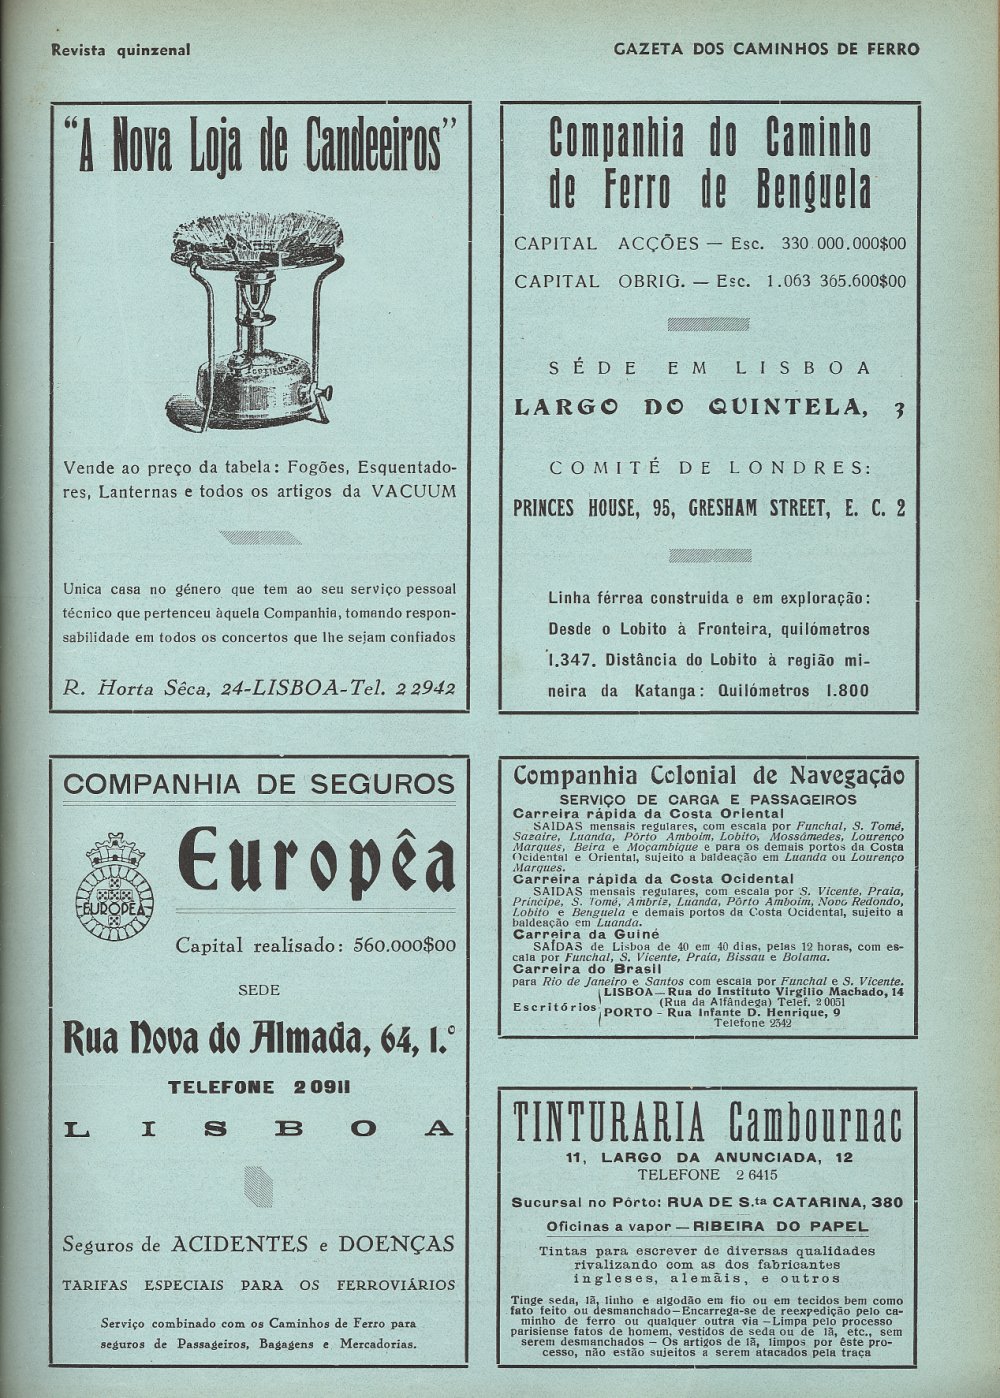 Revista quinzenal
GAZETA DOS CAMINHOS DE FERRO
"A Nova Loja de Candeeiros"
Vende ao preço da tabela: Fogões, Esquentado-
res, Lanternas e todos os artigos da VACUUM
Unica casa no género que tem ao seu serviço pessoal
técnico que pertenceu àquela Companhia, tomando respon-
sabilidade em todos os concertos que lhe sejam confiados
R. Horta Sêca, 24-LISBOA-Tel. 2 2942
Companhia do Caminho
de Ferro de Benguela
CAPITAL ACÇÕES — Esc. 330 000.000$00
CAPITAL OBRIG. — Esc. 1.063 365.600$00
SÉDE EM LISBOA
LARGO DO QUINTELA, 3
COMITÉ DE LONDRES:
PRINCES HOUSE, 95, GRESHAM STREET, E. C. 2
Linha férrea construida e em exploração:
Desde o Lobito à Fronteira, quilómetros
1.347. Distância do Lobito à região mi-
neira da Katanga: Quilómetros 1.800
COMPANHIA DE SEGUROS
Europêa
EUROPÊA
Capital realisado: 560.000$00
SEDE
Rua Nova do Almada, 64, 1.º
TELEFONE 2 0911
LISBOA
Seguros de ACIDENTES e DOENÇAS
TARIFAS ESPECIAIS PARA OS FERROVIÁRIOS
Serviço combinado com os Caminhos de Ferro para
seguros de Passageiros, Bagagens e Mercadorias.
Companhia Colonial de Navegação
SERVIÇO DE CARGA E PASSAGEIROS
Carreira rápida da Costa Oriental
SAIDAS mensais regulares, com escala por Funchal, S. Tomé,
Sazaire, Luanda, Pôrto Amboim, Lobito, Mossâmedes, Lourenço
Marques, Beira e Moçambique e para os demais portos da Costa
Ocidental e Oriental, sujeito a baldeação em Luanda ou Lourenço
Marques.
Carreira rápida da Costa Ocidental
SAIDAS mensais regulares, com escala por S. Vicente, Praia,
Principe, S. Tomé, Ambriz, Luanda, Pôrto Amboim, Novo Redondo,
Lobito e Benguela e demais portos da Costa Ocidental, sujeito a
baldeação em Luanda.
Carreira da Guiné
SAÍDAS de Lisboa de 40 em 40 dias, pelas 12 horas, com es-
cala por Funchal, S. Vicente, Praia, Bissau e Bolama.
Carreira do Brasil
para Rio de Janeiro e Santos com escala por Funchal e S. Vicente.
Escritórios
LISBOA—Rua do Instituto Virgilio Machado, 14
(Rua da Alfândega) Telef. 2 0051
PORTO - Rua Infante D. Henrique, 9
Telefone 2342
TINTURARIA Cambournac
11, LARGO DA ANUNCIADA, 12
TELEFONE 2 6415
Sucursal no Pôrto: RUA DE S.ta CATARINA, 380
Oficinas a vapor — RIBEIRA DO PAPEL
Tintas para escrever de diversas qualidades
rivalizando com as dos fabricantes
ingleses, alemãis, e outros
Tinge seda, lã, linho e algodão em fio ou em tecidos bem como
fato feito ou desmanchado—Encarrega-se de reexpedição pelo ca-
minho de ferro ou qualquer outra via —Limpa pelo processo
parisiense fatos de homem, vestidos de seda ou de lã, etc., sem
serem desmanchados — Os artigos de lã, limpos por êste pro-
cesso, não estão sujeitos a serem atacados pela traça